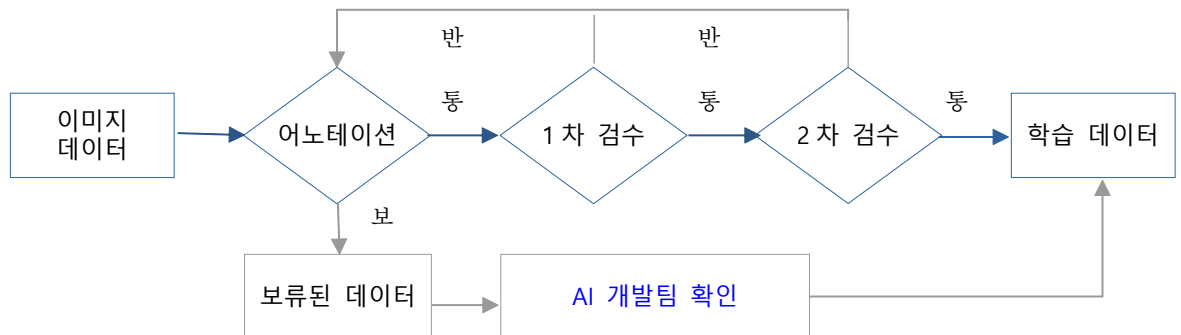 반
반
통
통
통
이미지
데이터
어노테이션
1차 검수
2차 검수
학습 데이터
보
보류된 데이터
AI 개발팀 확인